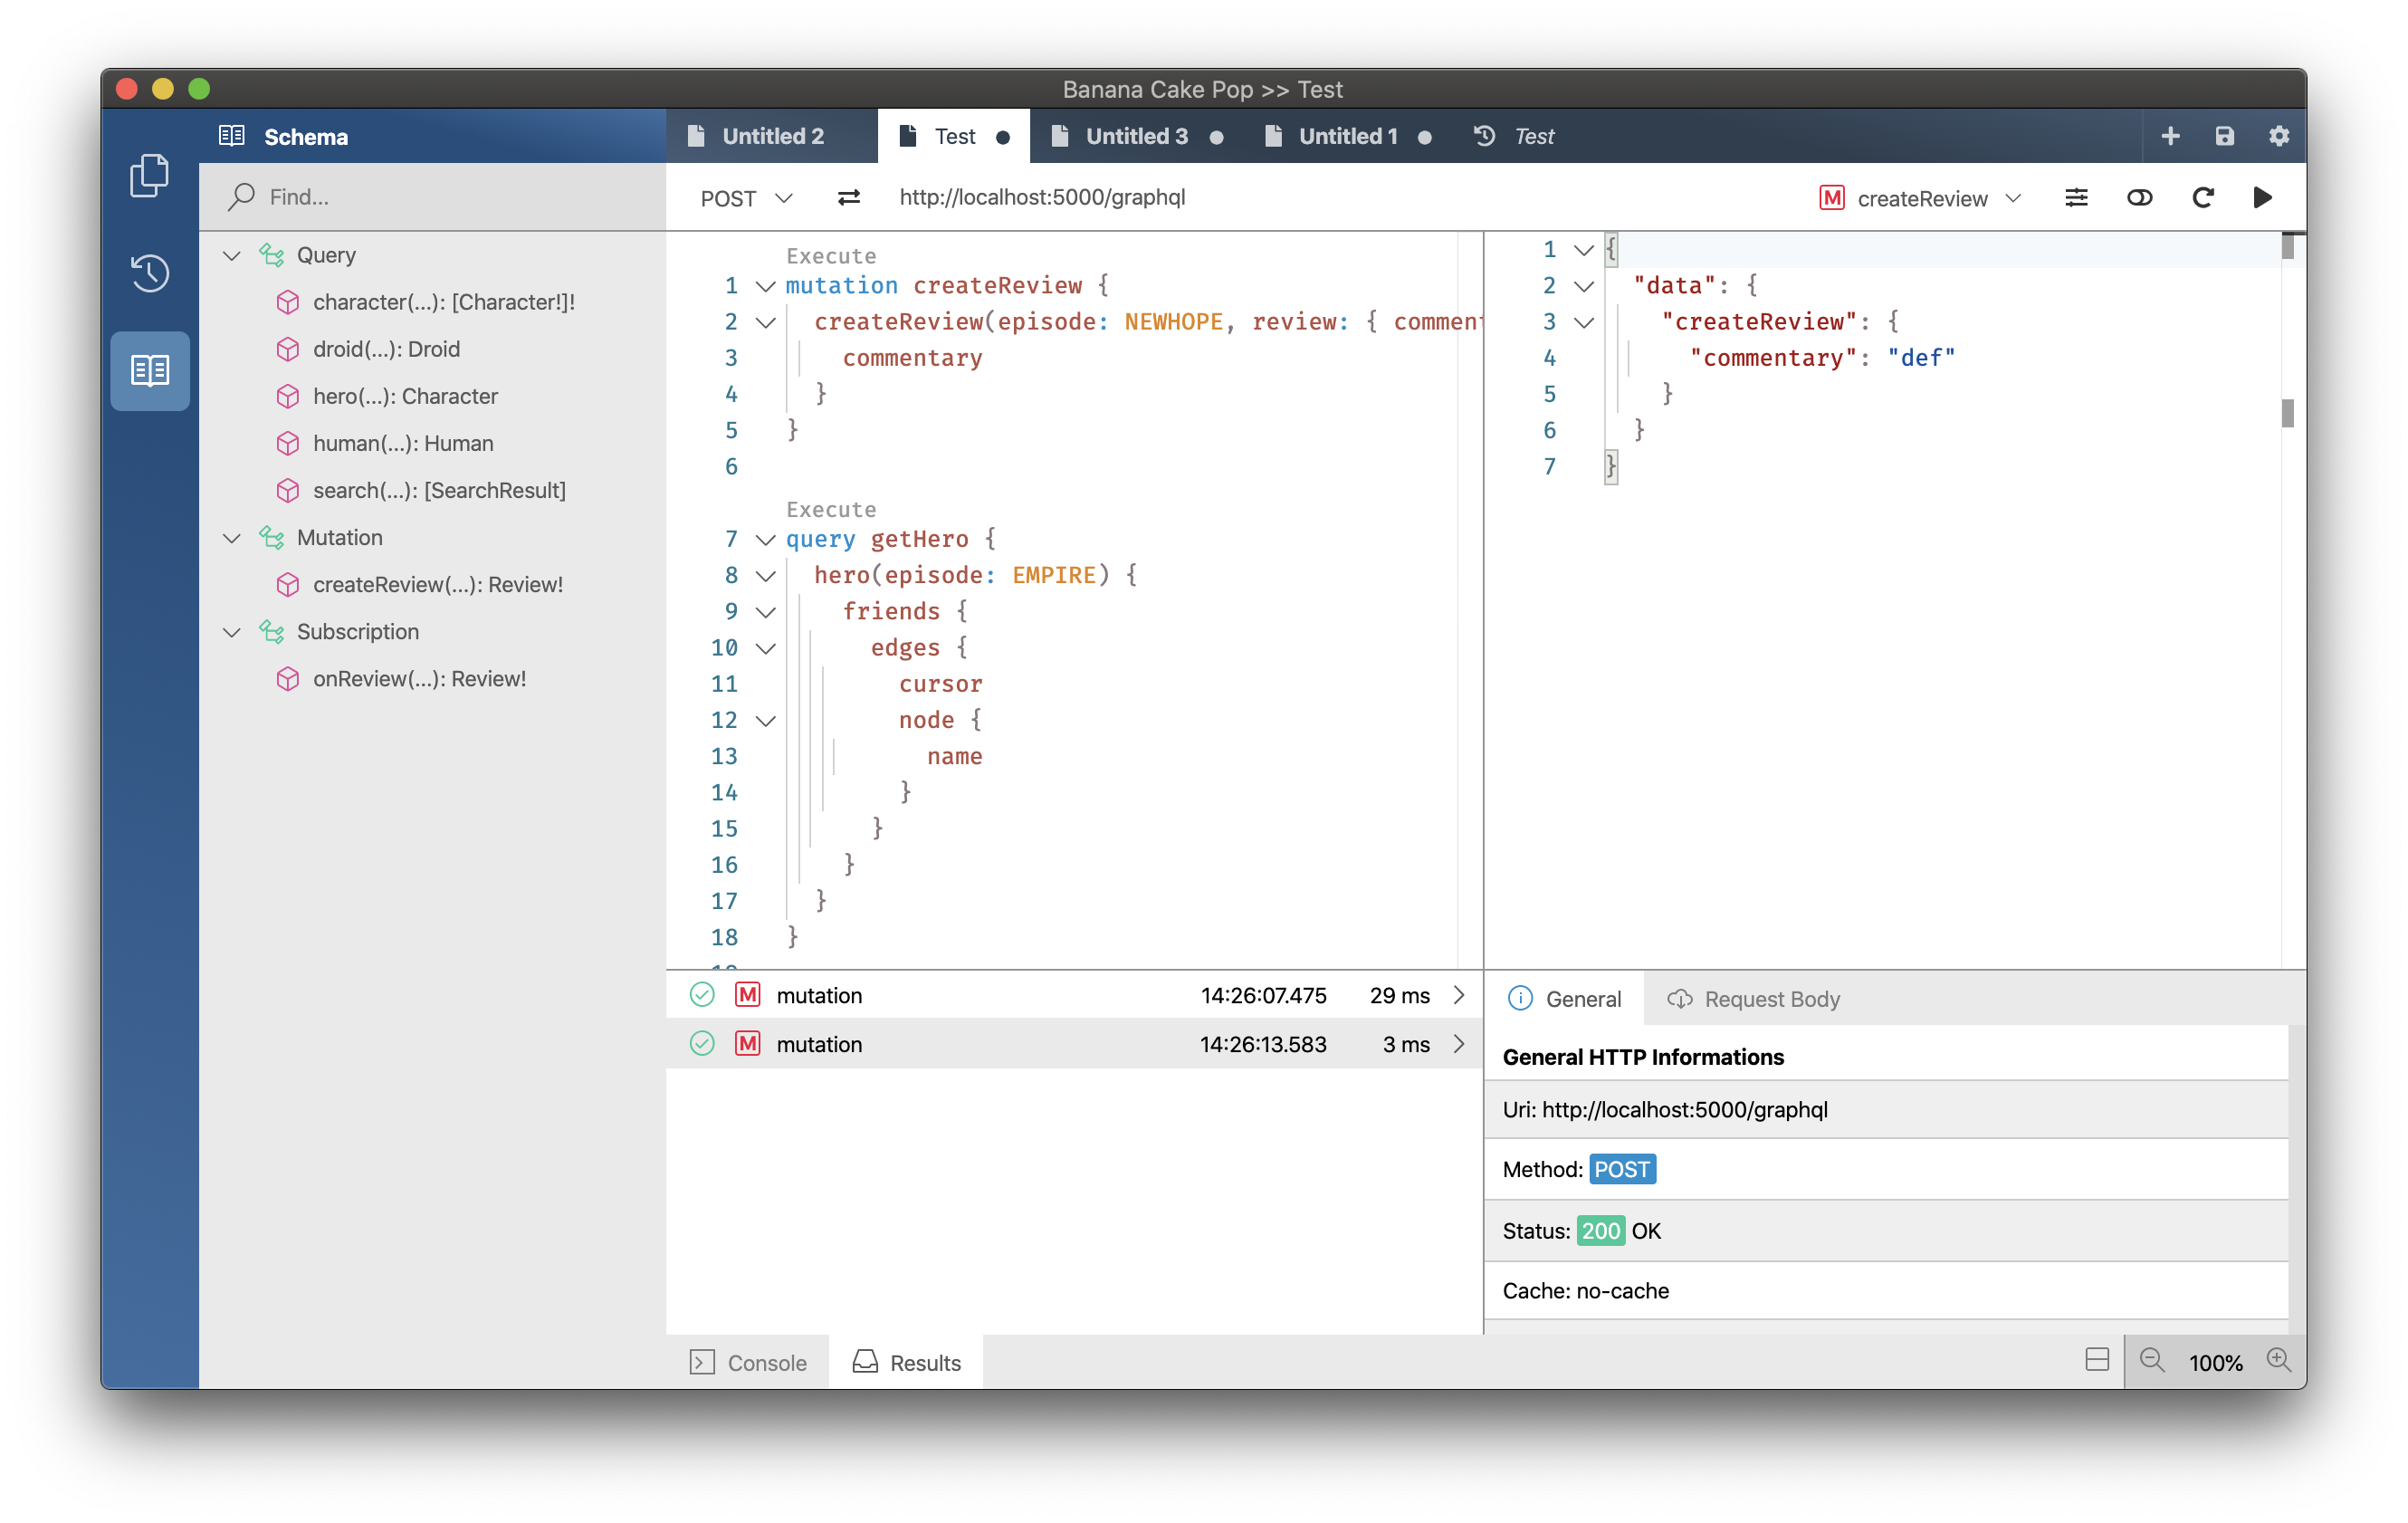 Banana Cake Pop >> Test
Schema
Untitled 2
Test
Untitled 3
Untitled 1
Test
Find...
POST
http://localhost:5000/graphql
M createReview
Query
character(...): [Character!]!
droid(...): Droid
hero(...): Character
human(...): Human
search(...): [SearchResult]
Mutation
createReview(...): Review!
Subscription
onReview(...): Review!
Execute
1 mutation createReview {
2 createReview(episode: NEWHOPE, review: { commen
3 commentary
4 }
5 }
6
Execute
7 query getHero {
8 hero(episode: EMPIRE) {
9 friends {
10 edges {
11 cursor
12 node {
13 name
14 }
15 }
16 }
17 }
18 }
1 {
2 "data": {
3 "createReview": {
4 "commentary": "def"
5 }
6 }
7 }
M mutation 14:26:07.475 29 ms
M mutation 14:26:13.583 3 ms
General
Request Body
General HTTP Informations
Uri: http://localhost:5000/graphql
Method: POST
Status: 200 OK
Cache: no-cache
Console
Results
100%